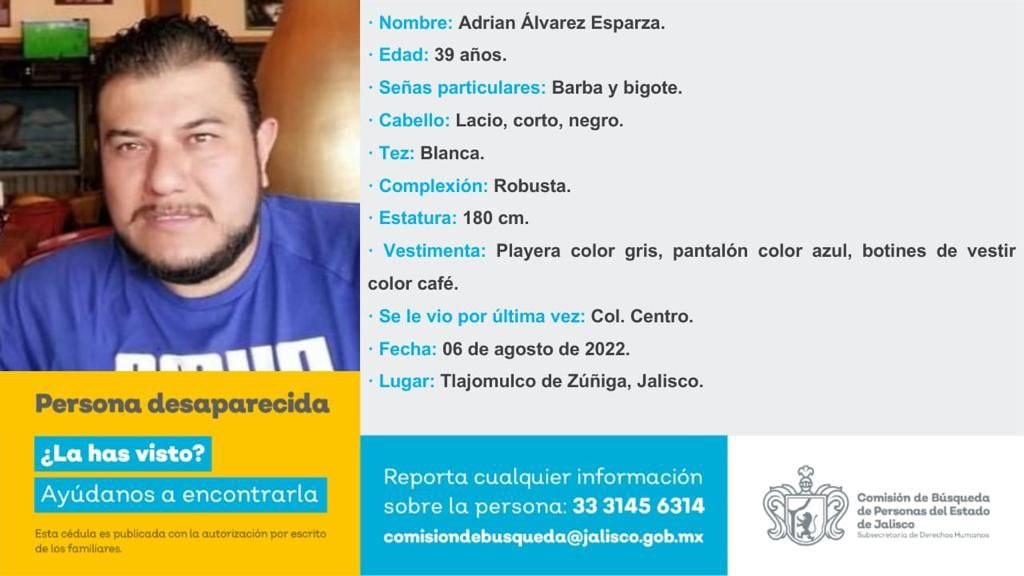 · Nombre: Adrian Álvarez Esparza.
· Edad: 39 años.
· Señas particulares: Barba y bigote.
· Cabello: Lacio, corto, negro.
· Tez: Blanca.
· Complexión: Robusta.
· Estatura: 180 cm.
· Vestimenta: Playera color gris, pantalón color azul, botines de vestir
color café.
· Se le vio por última vez: Col. Centro.
· Fecha: 06 de agosto de 2022.
· Lugar: Tlajomulco de Zúñiga, Jalisco.
Persona desaparecida
¿La has visto?
Ayúdanos a encontrarla
Esta cédula es publicada con la autorización por escrito
de los familiares.
Reporta cualquier información
sobre la persona: 33 3145 6314
comisiondebusqueda@jalisco.gob.mx
Comisión de Búsqueda
de Personas del Estado
de Jalisco
Subsecretaría de Derechos Humanos